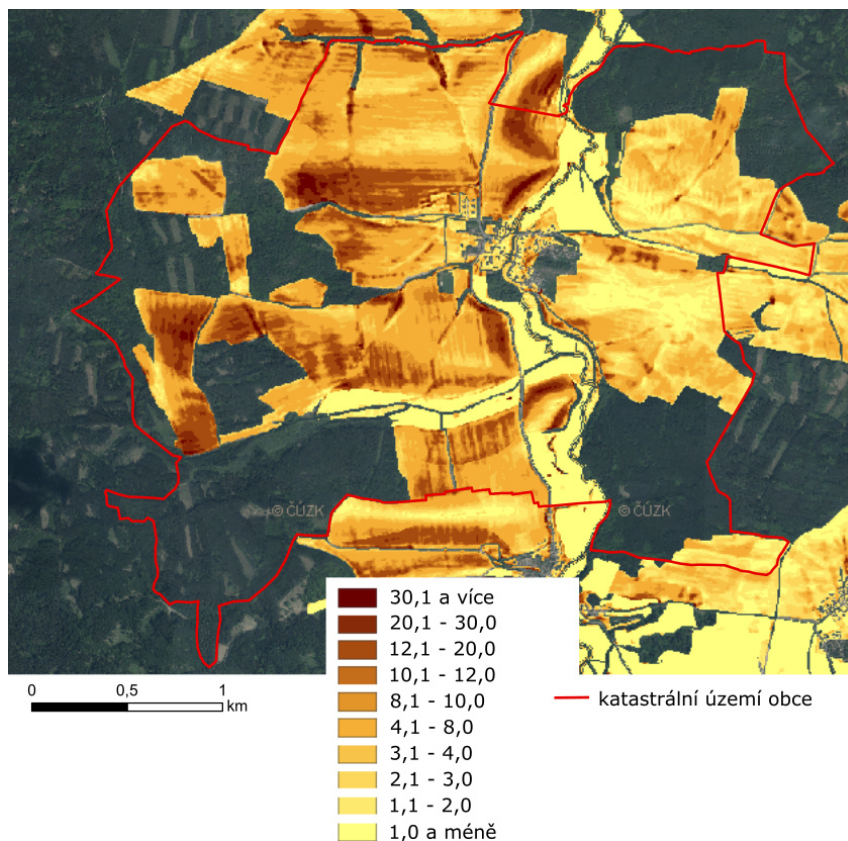 © ČÚZK
© ČÚZK
30,1 a více
20,1 - 30,0
12,1 - 20,0
10,1 - 12,0
8,1 - 10,0
4,1 - 8,0
3,1 - 4,0
2,1 - 3,0
1,1 - 2,0
1,0 a méně
0 0,5 1
km
katastrální území obce